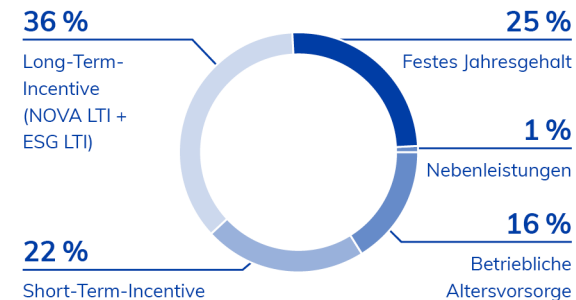 36 %
Long-Term-
Incentive
(NOVA LTI +
ESG LTI)
22 %
Short-Term-Incentive
25 %
Festes Jahresgehalt
1 %
Nebenleistungen
16 %
Betriebliche
Altersvorsorge